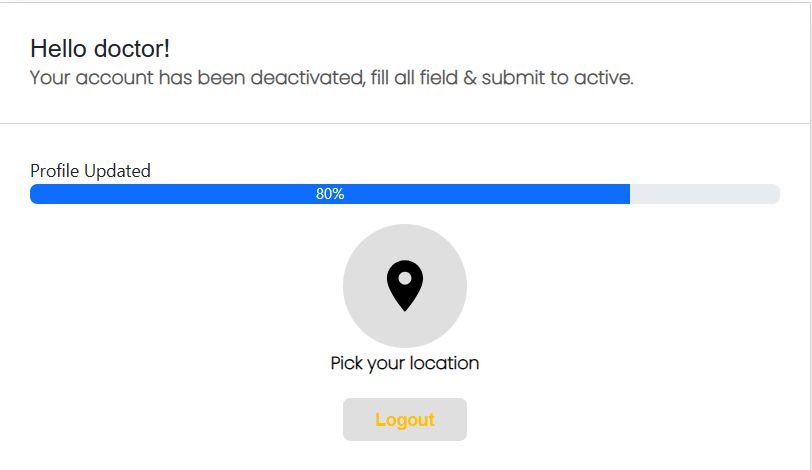 Hello doctor!
Your account has been deactivated, fill all field & submit to active.
Profile Updated
80%
Pick your location
Logout